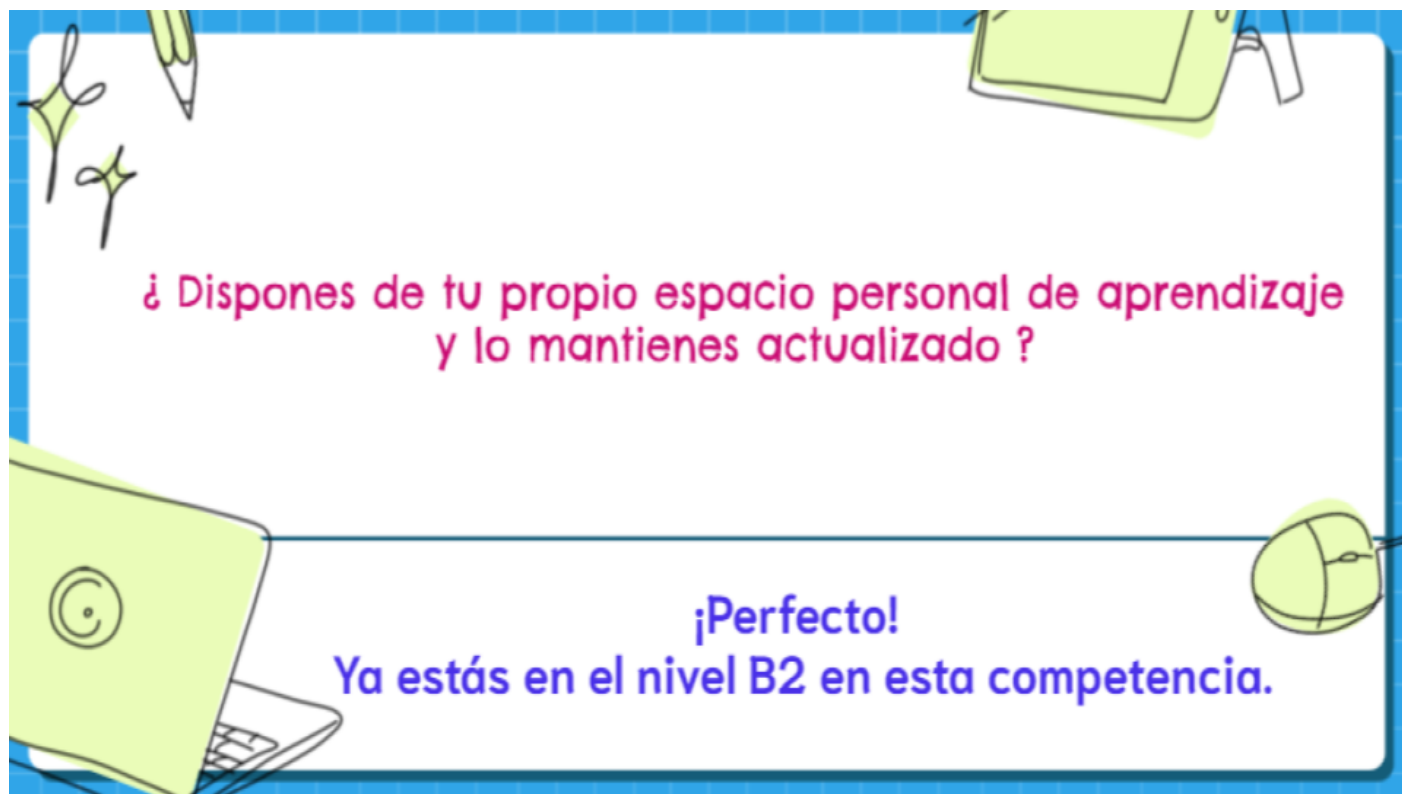 ¿ Dispones de tu propio espacio personal de aprendizaje
y lo mantienes actualizado ?
¡Perfecto!
Ya estás en el nivel B2 en esta competencia.